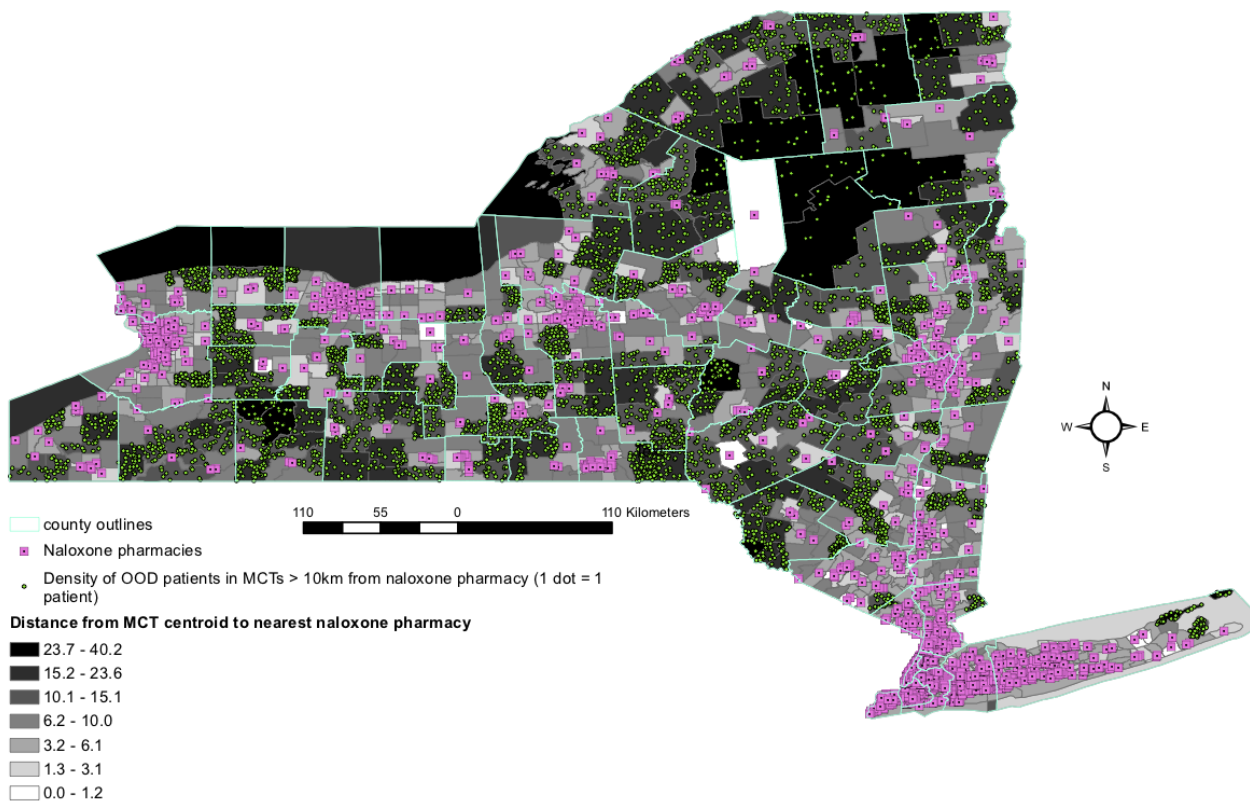 N
W E
S
110 55 0 110 Kilometers
county outlines
Naloxone pharmacies
Density of OOD patients in MCTs > 10km from naloxone pharmacy (1 dot = 1
patient)
Distance from MCT centroid to nearest naloxone pharmacy
23.7 - 40.2
15.2 - 23.6
10.1 - 15.1
6.2 - 10.0
3.2 - 6.1
1.3 - 3.1
0.0 - 1.2